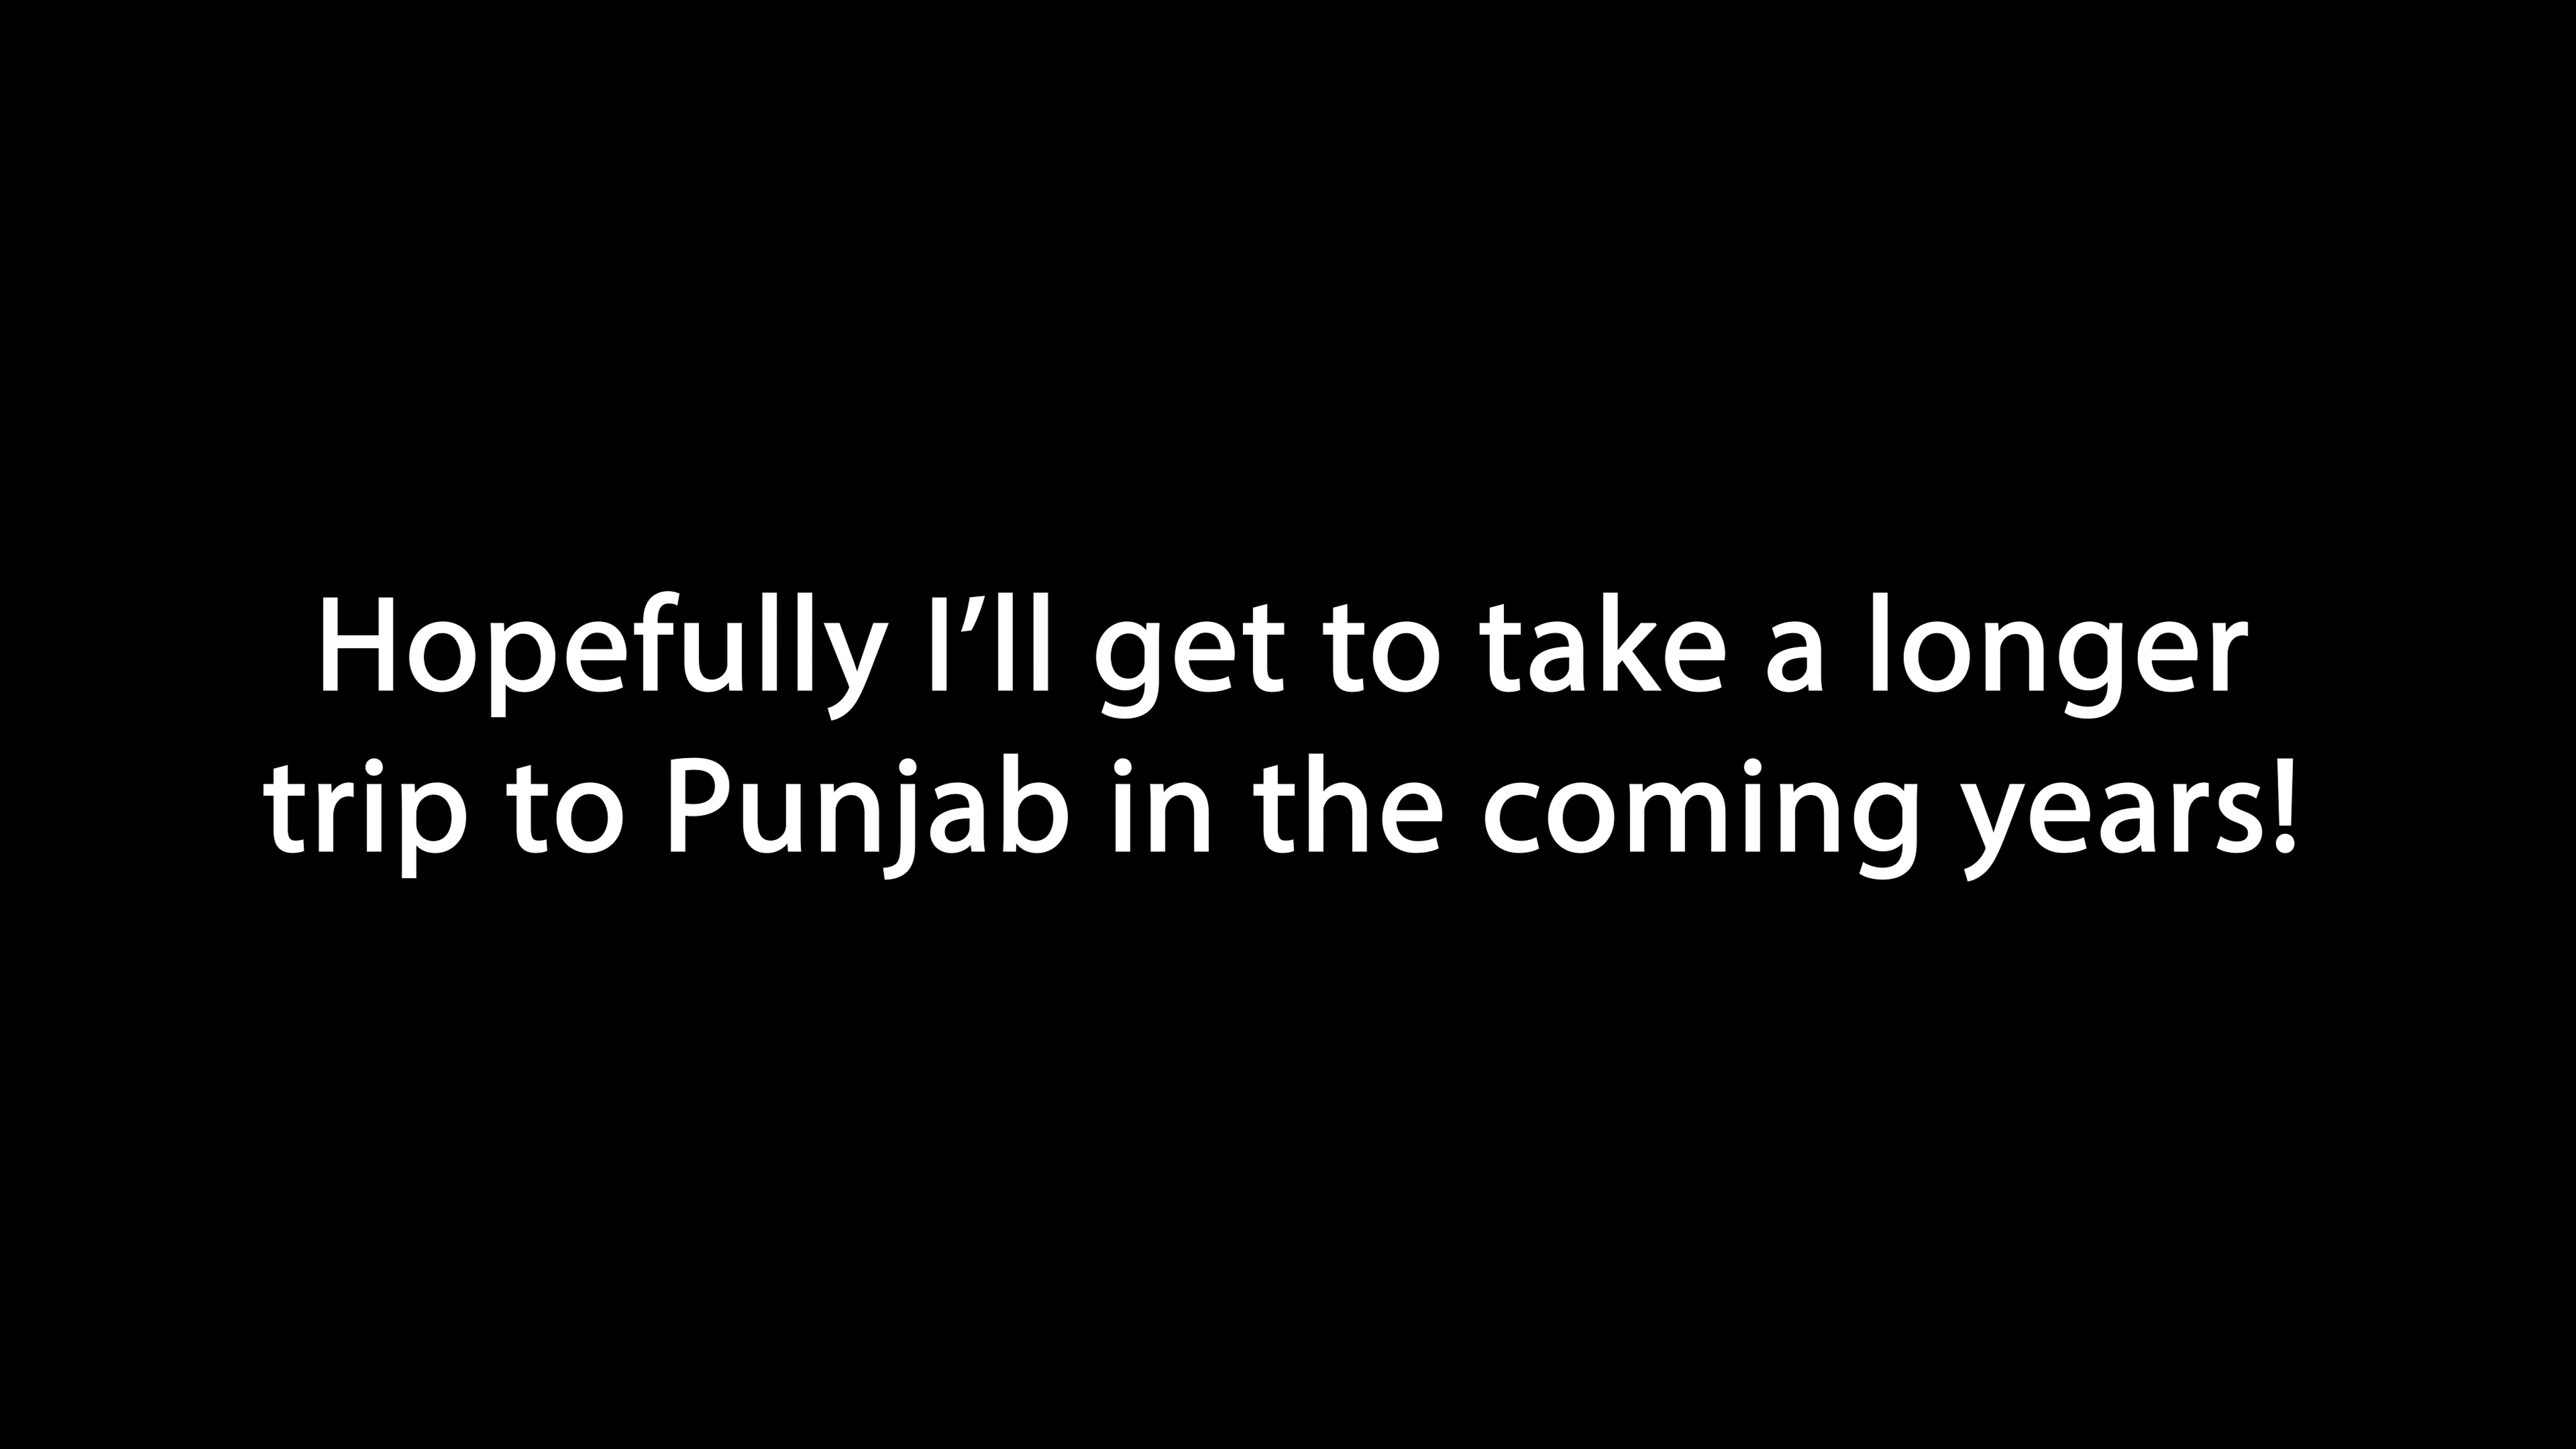 Hopefully I’ll get to take a longer
trip to Punjab in the coming years!